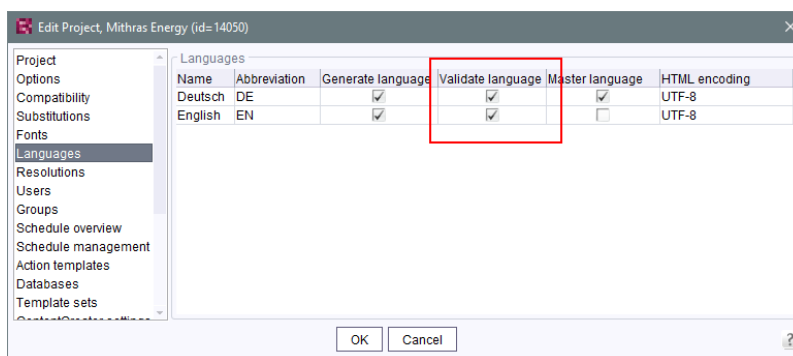 Edit Project, Mithras Energy (id=14050)
Project
Options
Compatibility
Substitutions
Fonts
Languages
Resolutions
Users
Groups
Schedule overview
Schedule management
Action templates
Databases
Template sets
Languages
Name Abbreviation Generate language Validate language Master language HTML encoding
Deutsch DE UTF-8
English EN UTF-8
OK Cancel
?